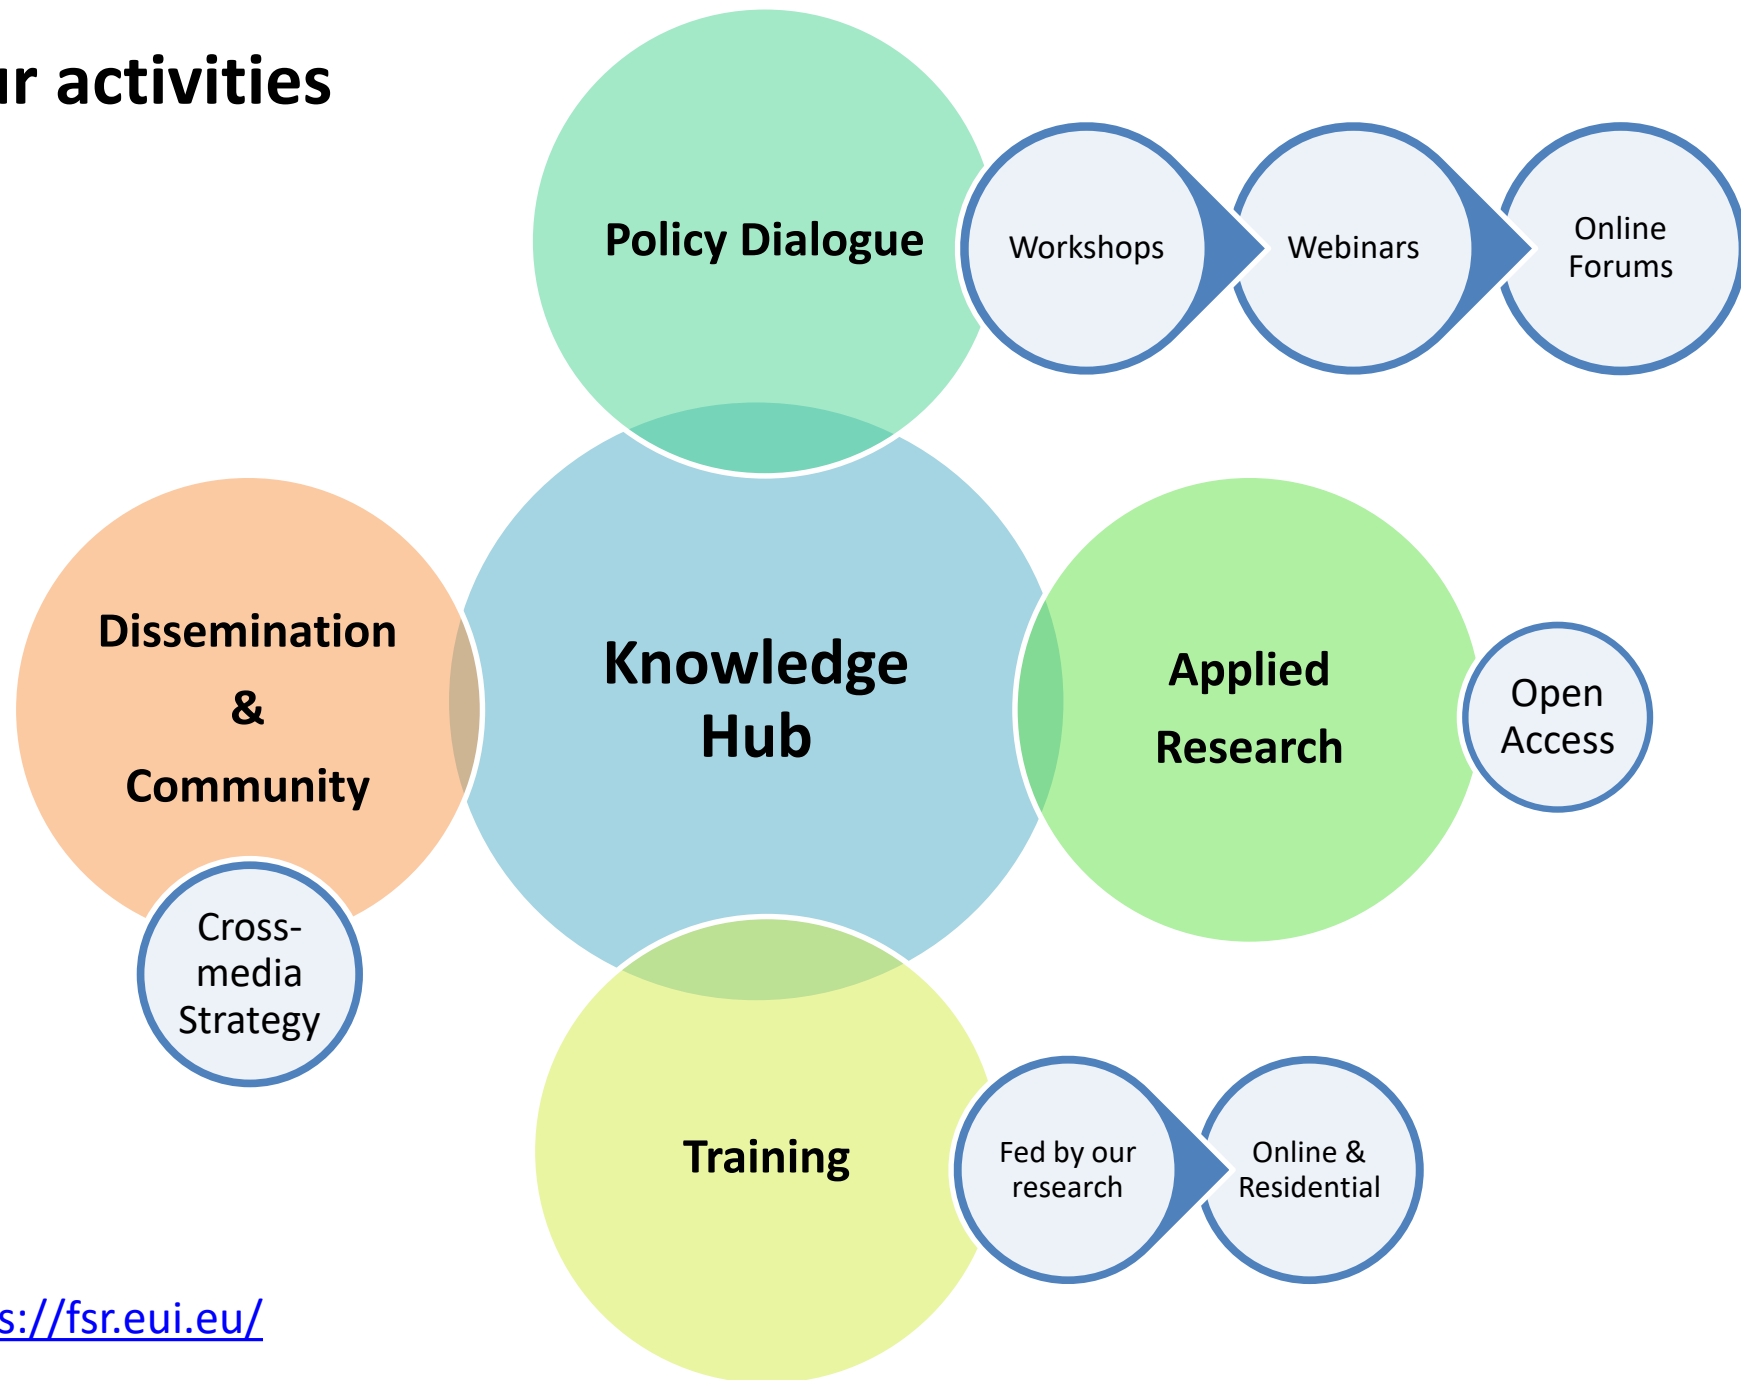 ur activities
Policy Dialogue
Workshops
Webinars
Online
Forums
Dissemination
&
Community
Knowledge
Hub
Applied
Research
Open
Access
Cross-
media
Strategy
Training
Fed by our
research
Online &
Residential
s://fsr.eui.eu/